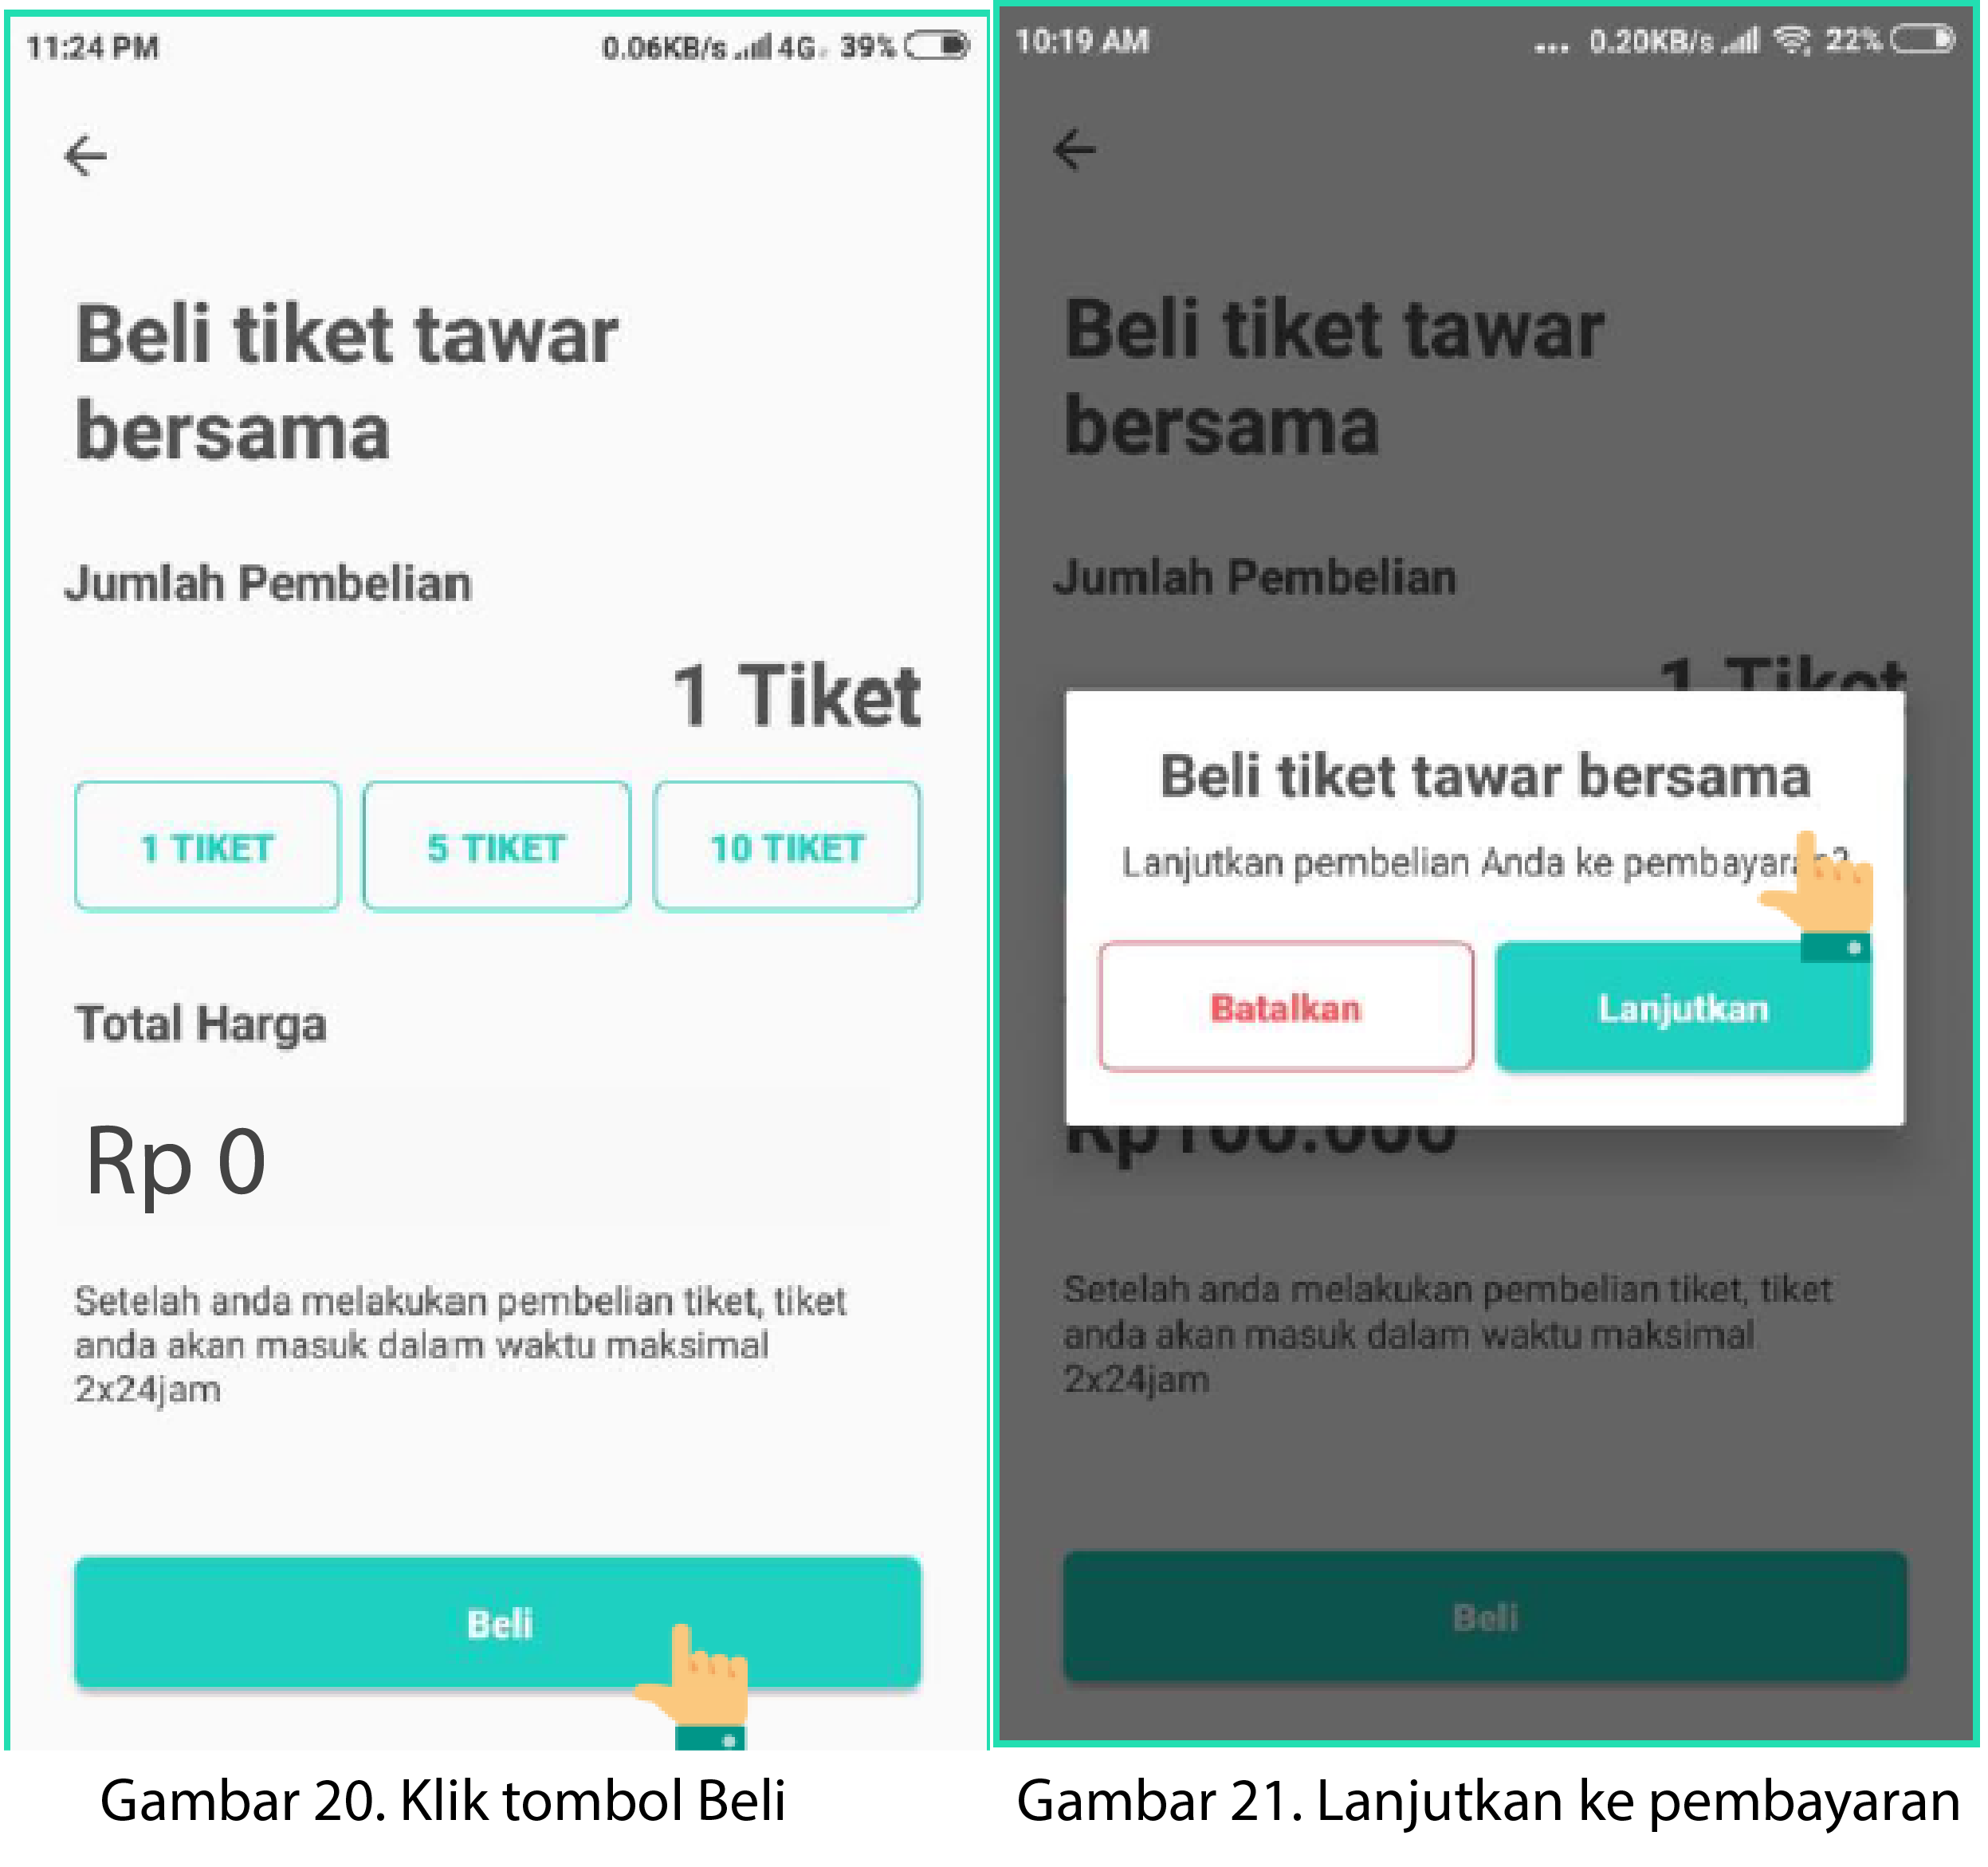 11:24 PM
0.06KB/s 4G 39%
Beli tiket tawar
bersama
Jumlah Pembelian
1 Tiket
1 TIKET
5 TIKET
10 TIKET
Total Harga
Rp 0
Setelah anda melakukan pembelian tiket, tiket
anda akan masuk dalam waktu maksimal
2x24jam
Beli
Gambar 20. Klik tombol Beli
10:19 AM
... 0.20KB/s 22%
Beli tiket tawar
bersama
Jumlah Pembelian
1 Tiket
Beli tiket tawar bersama
Lanjutkan pembelian Anda ke pembayaran?
Batalkan
Lanjutkan
Rp100.000
Setelah anda melakukan pembelian tiket, tiket
anda akan masuk dalam waktu maksimal
2x24jam
Beli
Gambar 21. Lanjutkan ke pembayaran